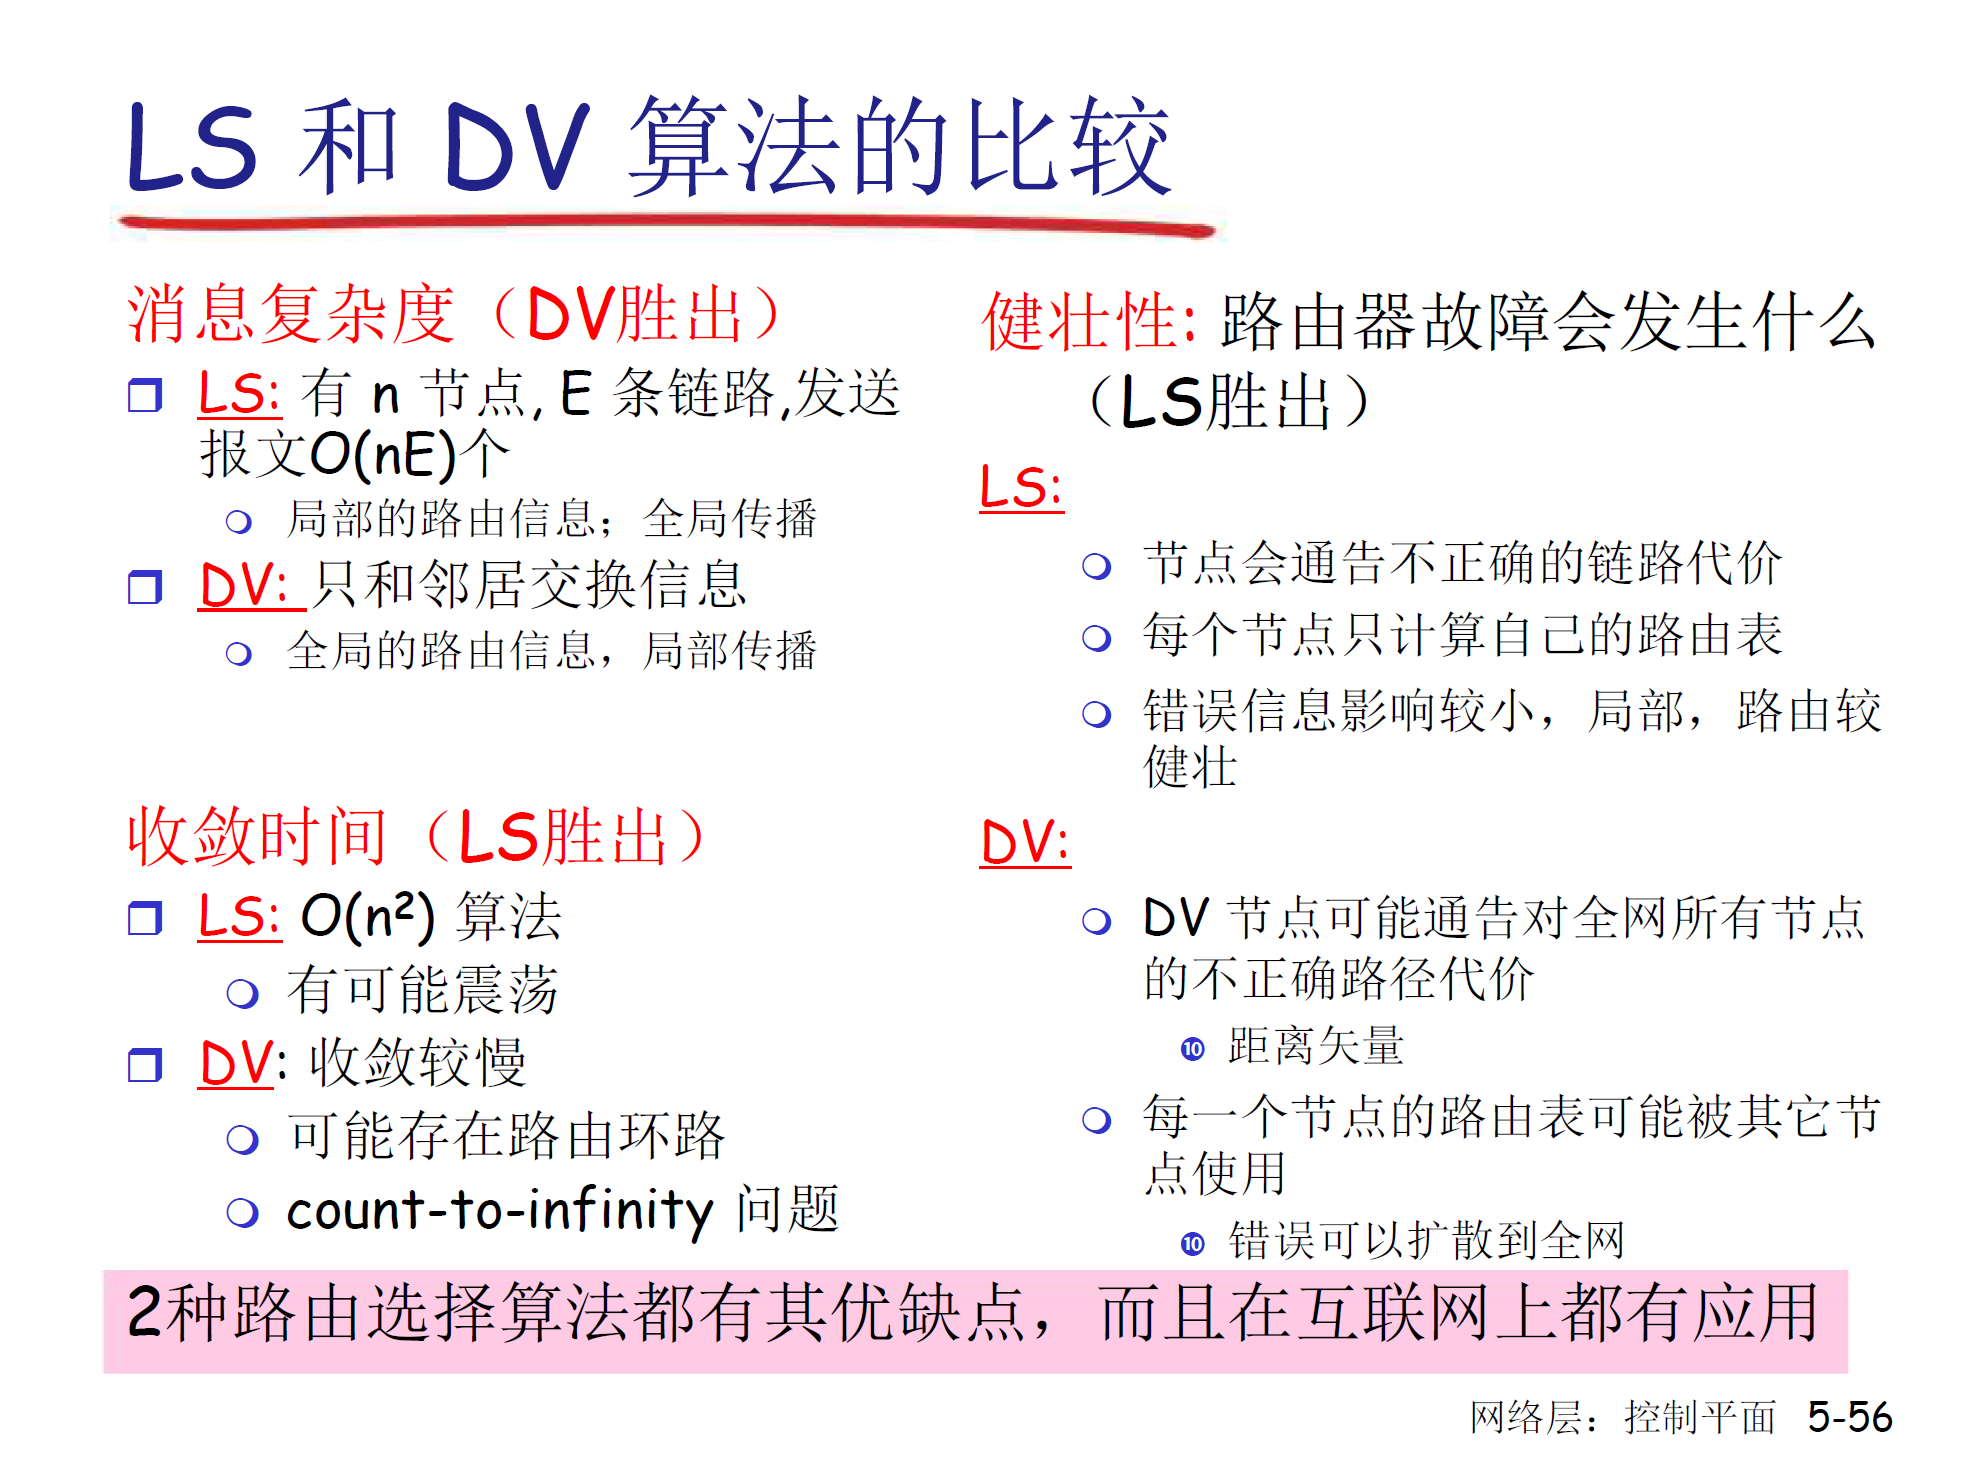 LS 和 DV 算法的比较
消息复杂度（DV胜出）
LS: 有 n 节点, E 条链路,发送
报文O(nE)个
局部的路由信息；全局传播
DV: 只和邻居交换信息
全局的路由信息，局部传播
收敛时间（LS胜出）
LS: O(n²) 算法
有可能震荡
DV: 收敛较慢
可能存在路由环路
count-to-infinity 问题
健壮性: 路由器故障会发生什么
（LS胜出）
LS:
节点会通告不正确的链路代价
每个节点只计算自己的路由表
错误信息影响较小，局部，路由较
健壮
DV:
DV 节点可能通告对全网所有节点
的不正确路径代价
❿ 距离矢量
每一个节点的路由表可能被其它节
点使用
❿ 错误可以扩散到全网
2种路由选择算法都有其优缺点，而且在互联网上都有应用
网络层：控制平面 5-56